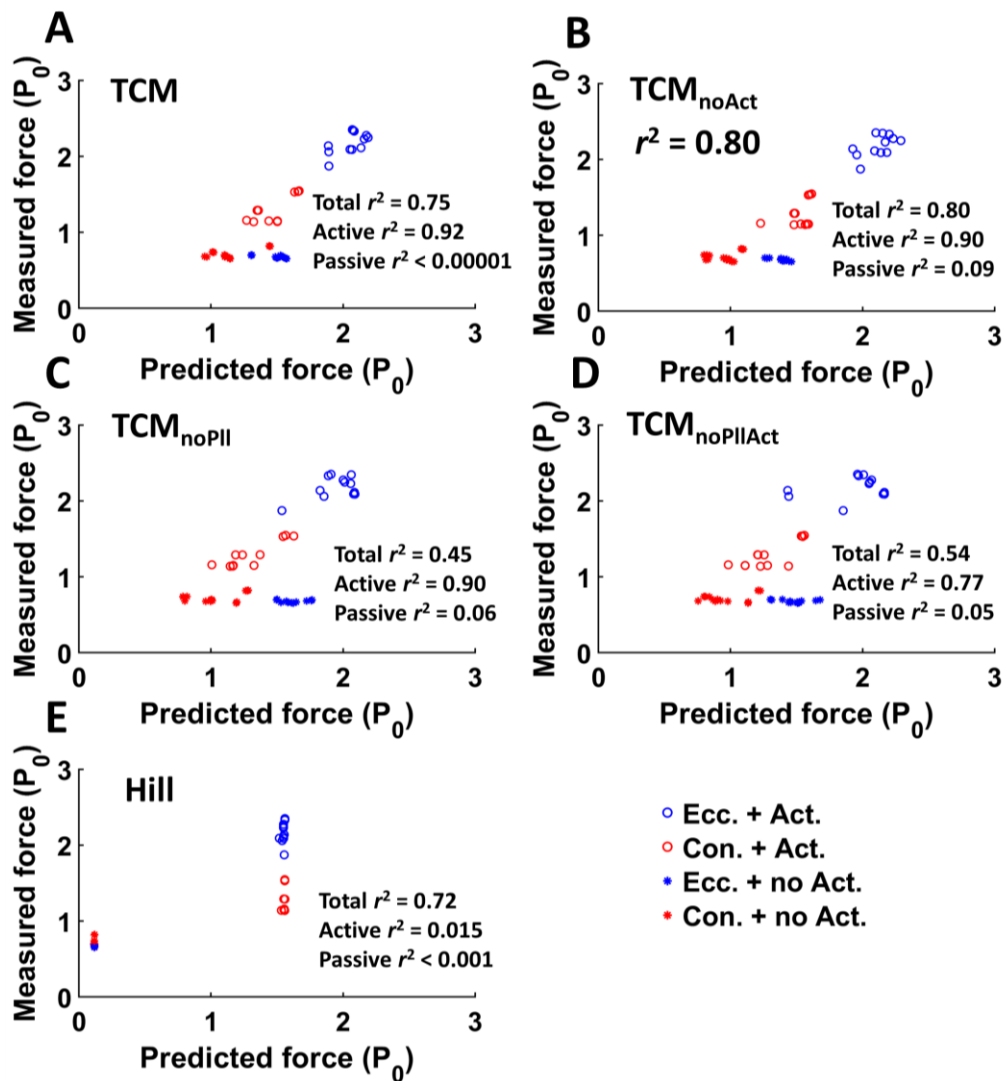 A
TCM
Measured force (P0)
3
2
1
0
Total r2 = 0.75
Active r2 = 0.92
Passive r2 < 0.00001
0 1 2 3
Predicted force (P0)
B
TCMnoAct
r2 = 0.80
Measured force (P0)
3
2
1
0
Total r2 = 0.80
Active r2 = 0.90
Passive r2 = 0.09
0 1 2 3
Predicted force (P0)
C
TCMnoPll
Measured force (P0)
3
2
1
0
Total r2 = 0.45
Active r2 = 0.90
Passive r2 = 0.06
0 1 2 3
Predicted force (P0)
D
TCMnoPllAct
Measured force (P0)
3
2
1
0
Total r2 = 0.54
Active r2 = 0.77
Passive r2 = 0.05
0 1 2 3
Predicted force (P0)
E
Hill
Measured force (P0)
3
2
1
0
Total r2 = 0.72
Active r2 = 0.015
Passive r2 < 0.001
0 1 2 3
Predicted force (P0)
Ecc. + Act.
Con. + Act.
Ecc. + no Act.
Con. + no Act.